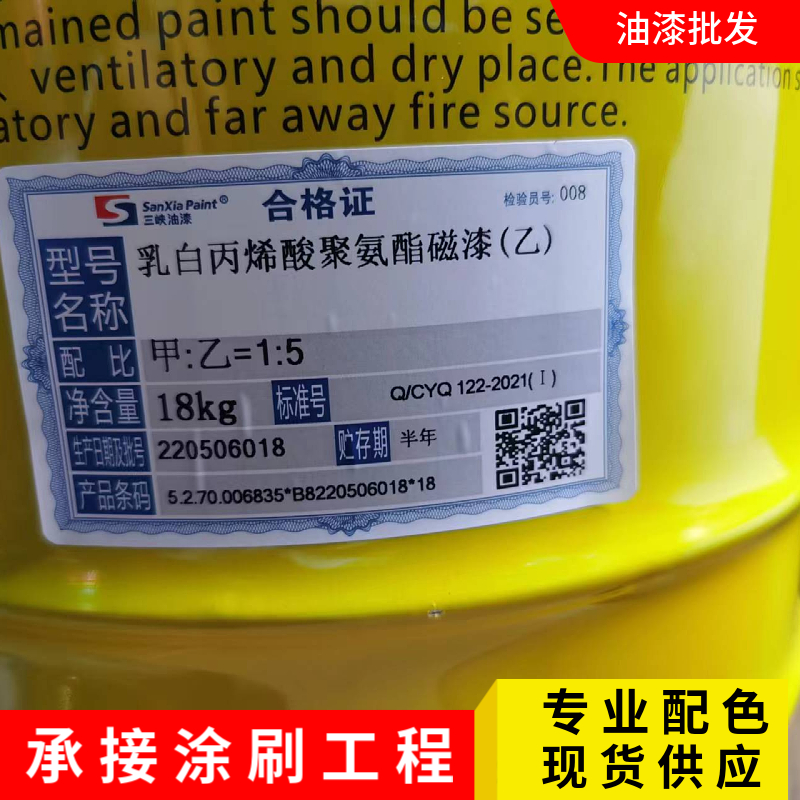 油漆批发
mained paint should be se
ventilatory and dry place.The application s
atory and far away fire source.
SanXia Paint®
三峡油漆
合格证
检验员号: 008
型号名称 乳白丙烯酸聚氨酯磁漆(乙)
配比 甲:乙=1:5
净含量 18kg 标准号 Q/CYQ 122-2021(Ⅰ)
生产日期及批号 220506018 贮存期 半年
产品条码 5.2.70.006835*B8220506018*18
承接涂刷工程
专业配色
现货供应